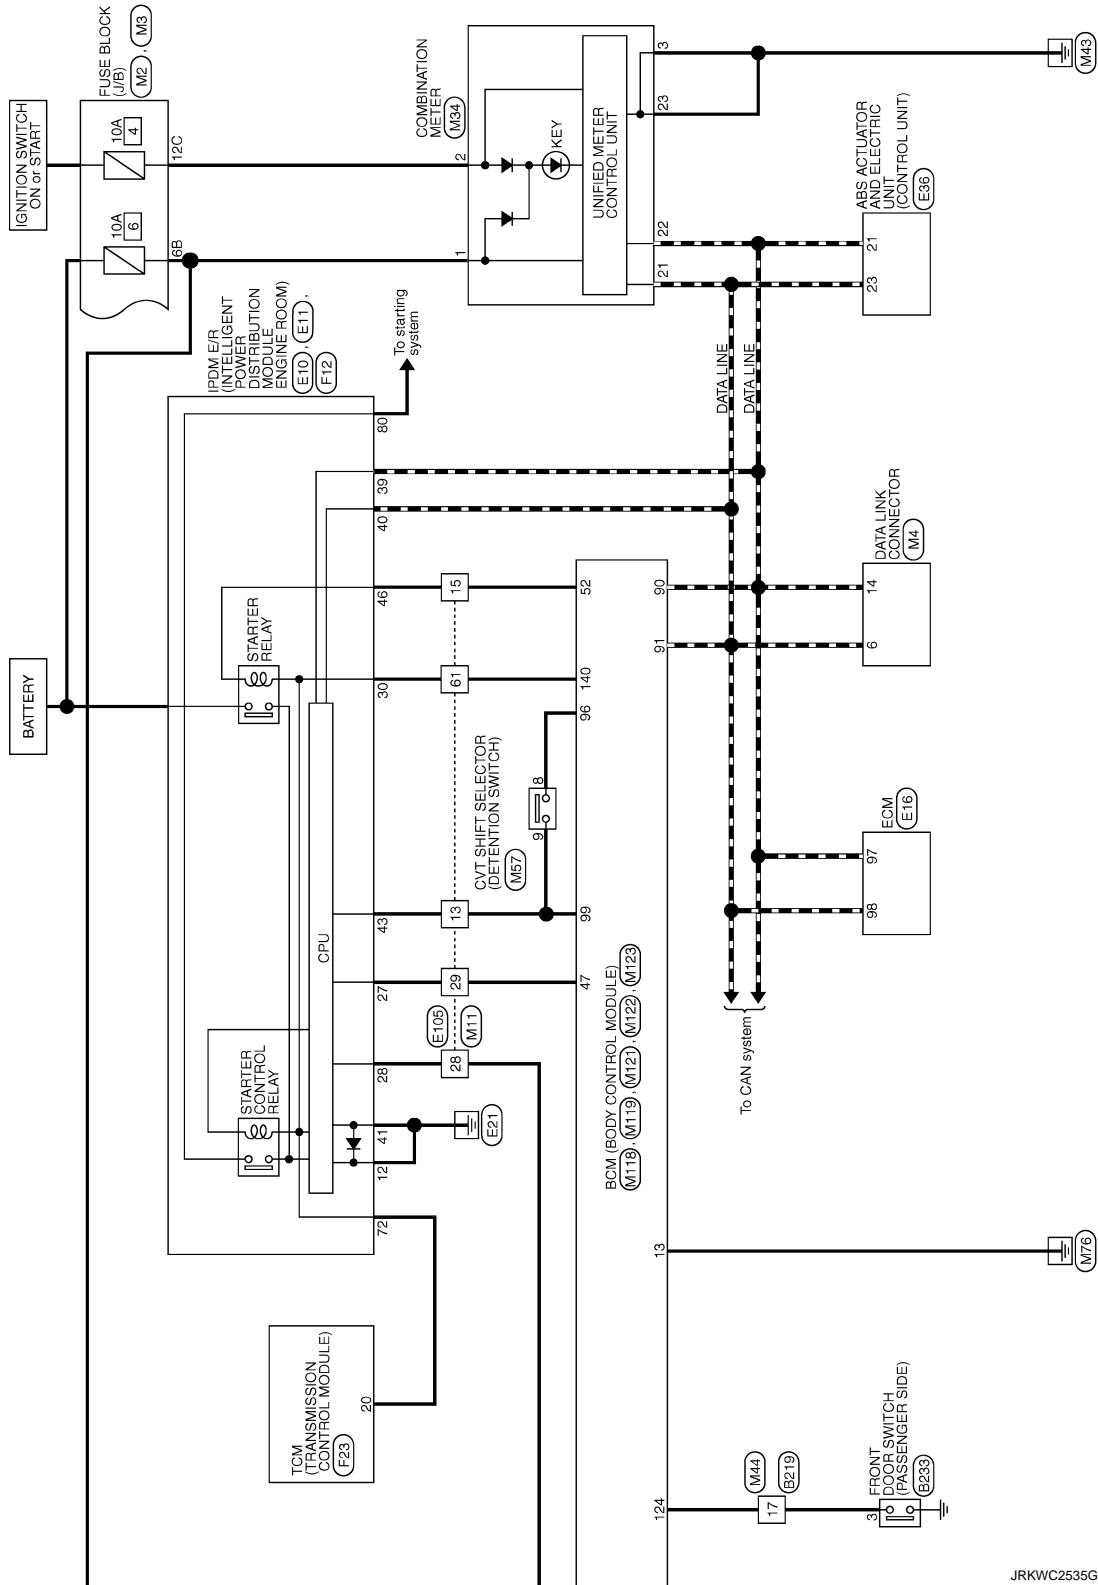 IGNITION SWITCH
ON or START
FUSE BLOCK
(J/B)
M2 , M3
10A
4
12C
10A
6
6B
BATTERY
COMBINATION
METER
M34
2
1
KEY
UNIFIED METER
CONTROL UNIT
3
23
22
21
M43
ABS ACTUATOR
AND ELECTRIC
UNIT
(CONTROL UNIT)
E36
21
23
IPDM E/R
(INTELLIGENT
POWER
DISTRIBUTION
MODULE
ENGINE ROOM)
E10 , E11 ,
F12
To starting
system
80
39
40
46
30
43
27
28
41
12
72
STARTER
RELAY
CPU
STARTER
CONTROL
RELAY
DATA LINE
DATA LINE
DATA LINK
CONNECTOR
M4
14
6
15
61
13
29
28
E105
M11
E21
52
140
96
99
47
90
91
CVT SHIFT SELECTOR
(DETENTION SWITCH)
M57
8
9
ECM
E16
97
98
To CAN system
BCM (BODY CONTROL MODULE)
M118 , M119 , M121 , M122 , M123
13
M76
TCM
(TRANSMISSION
CONTROL MODULE)
F23
20
124
M44
17
B219
FRONT
DOOR SWITCH
(PASSENGER SIDE)
B233
3
JRKWC2535G